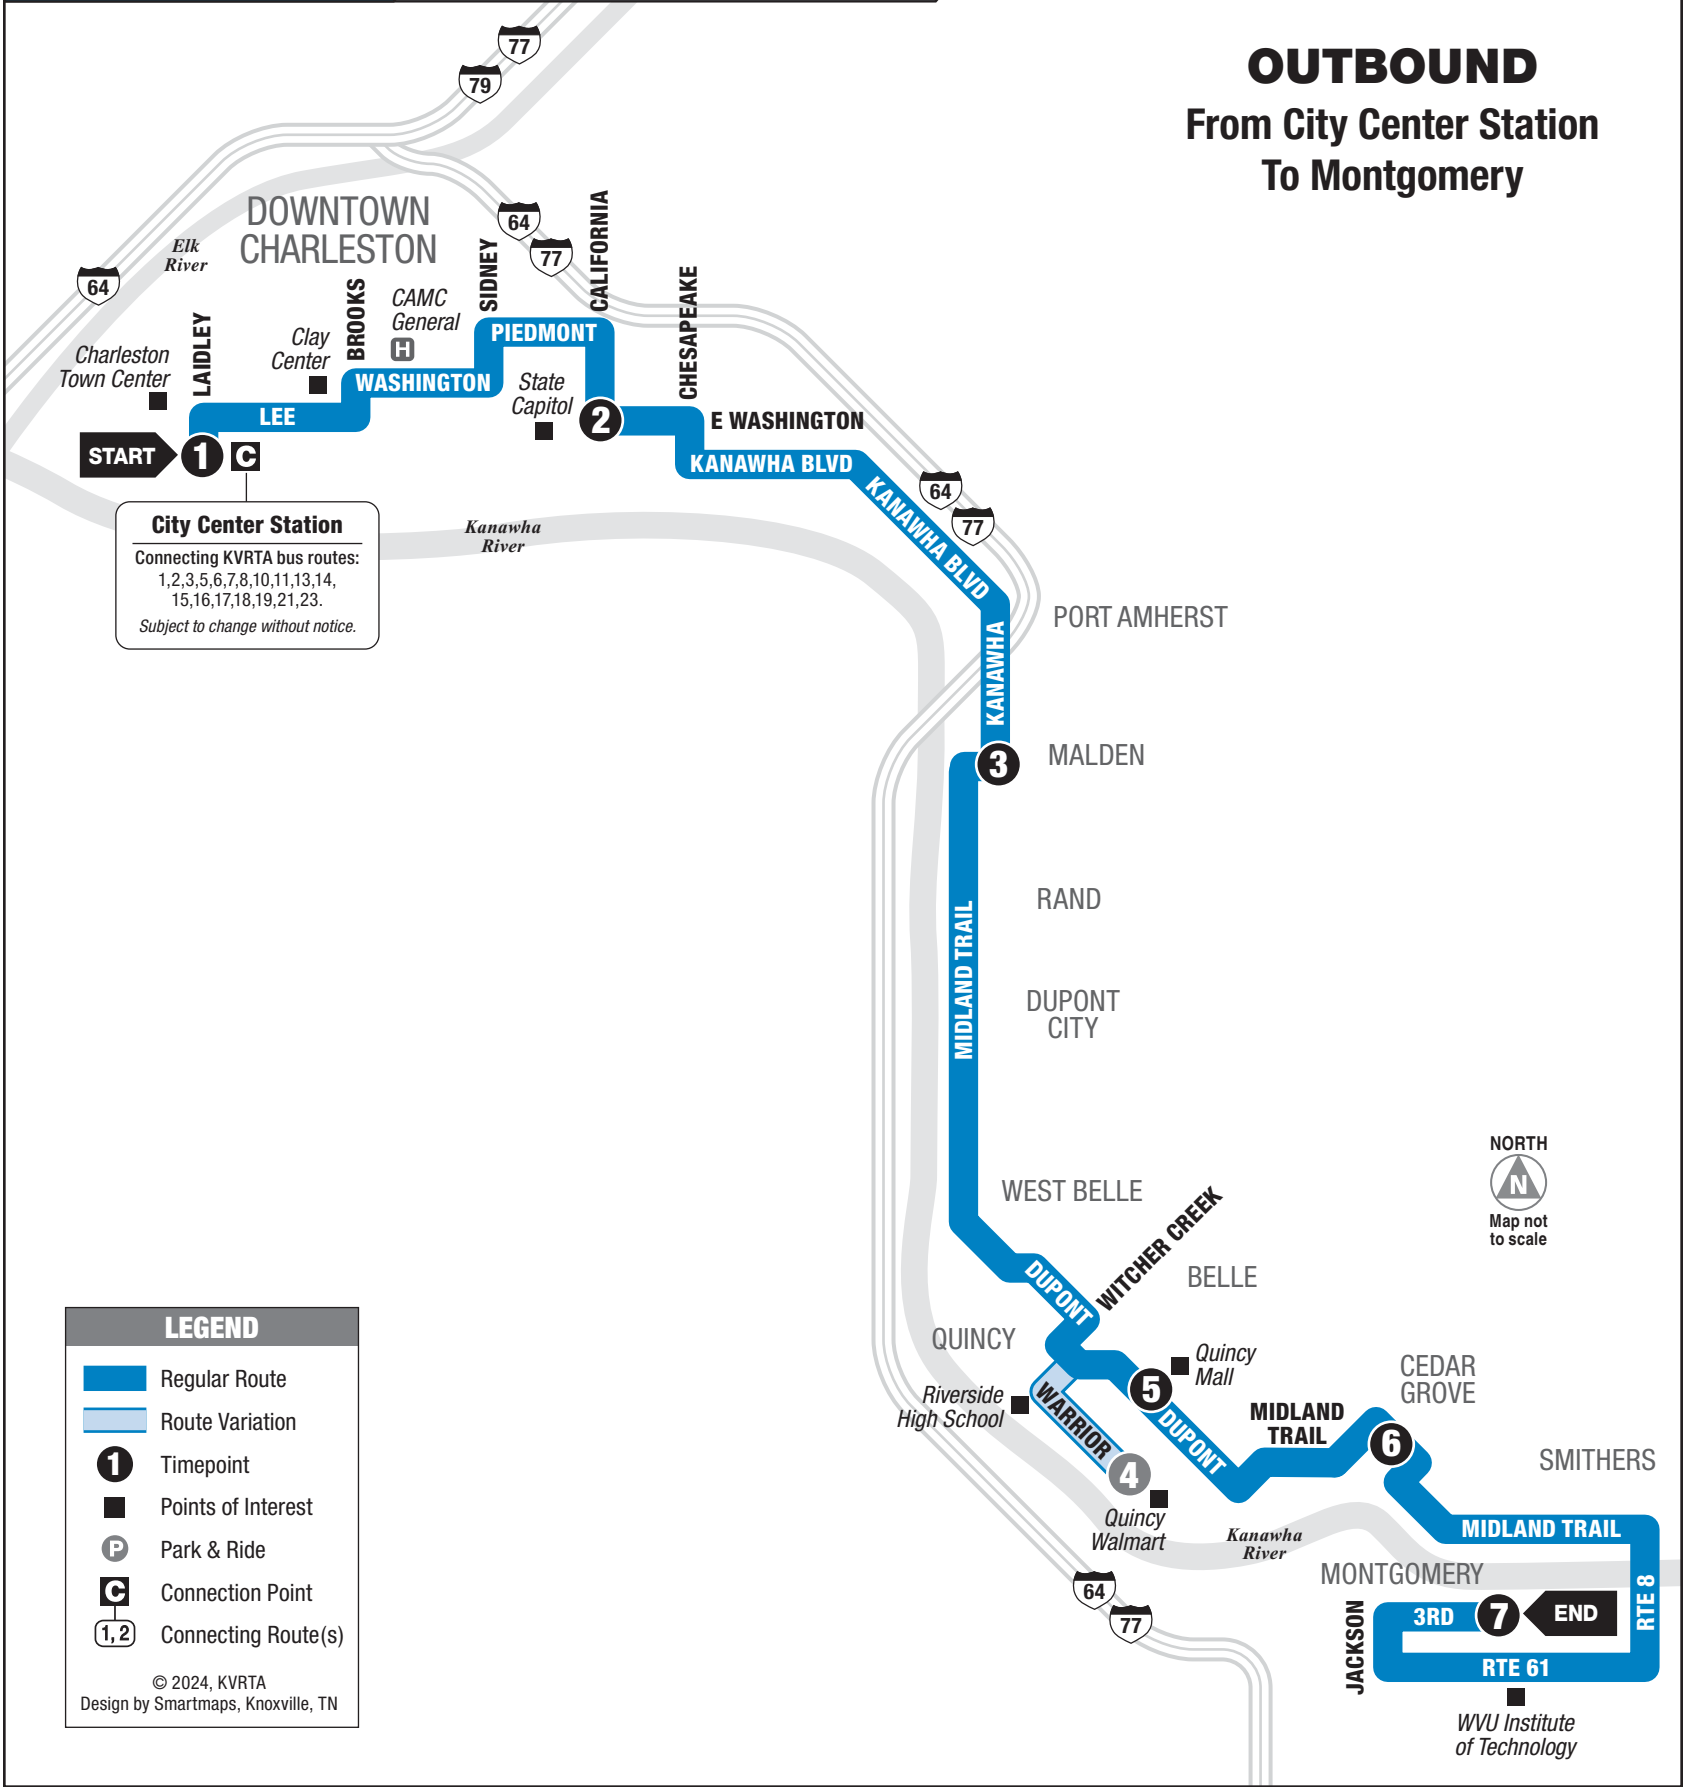 OUTBOUND
From City Center Station
To Montgomery
77
79
64
77
64
DOWNTOWN
CHARLESTON
Elk
River
LAIDLEY
BROOKS
SIDNEY
CALIFORNIA
CHESAPEAKE
CAMC
General
H
Clay
Center
Charleston
Town Center
State
Capitol
PIEDMONT
WASHINGTON
LEE
2
E WASHINGTON
START
1
C
KANAWHA BLVD
KANAWHA BLVD
64
77
City Center Station
Connecting KVRTA bus routes:
1,2,3,5,6,7,8,10,11,13,14,
15,16,17,18,19,21,23.
Subject to change without notice.
Kanawha
River
KANAWHA
PORT AMHERST
3
MALDEN
RAND
MIDLAND TRAIL
DUPONT
CITY
WEST BELLE
WITCHER CREEK
DUPONT
BELLE
QUINCY
NORTH
N
Map not
to scale
Quincy
Mall
5
Riverside
High School
WARRIOR
DUPONT
4
Quincy
Walmart
MIDLAND
TRAIL
CEDAR
GROVE
6
SMITHERS
MIDLAND TRAIL
Kanawha
River
64
77
MONTGOMERY
RTE 8
JACKSON
3RD
7
END
RTE 61
WVU Institute
of Technology
LEGEND
Regular Route
Route Variation
1 Timepoint
Points of Interest
P Park & Ride
C Connection Point
1, 2 Connecting Route(s)
© 2024, KVRTA
Design by Smartmaps, Knoxville, TN